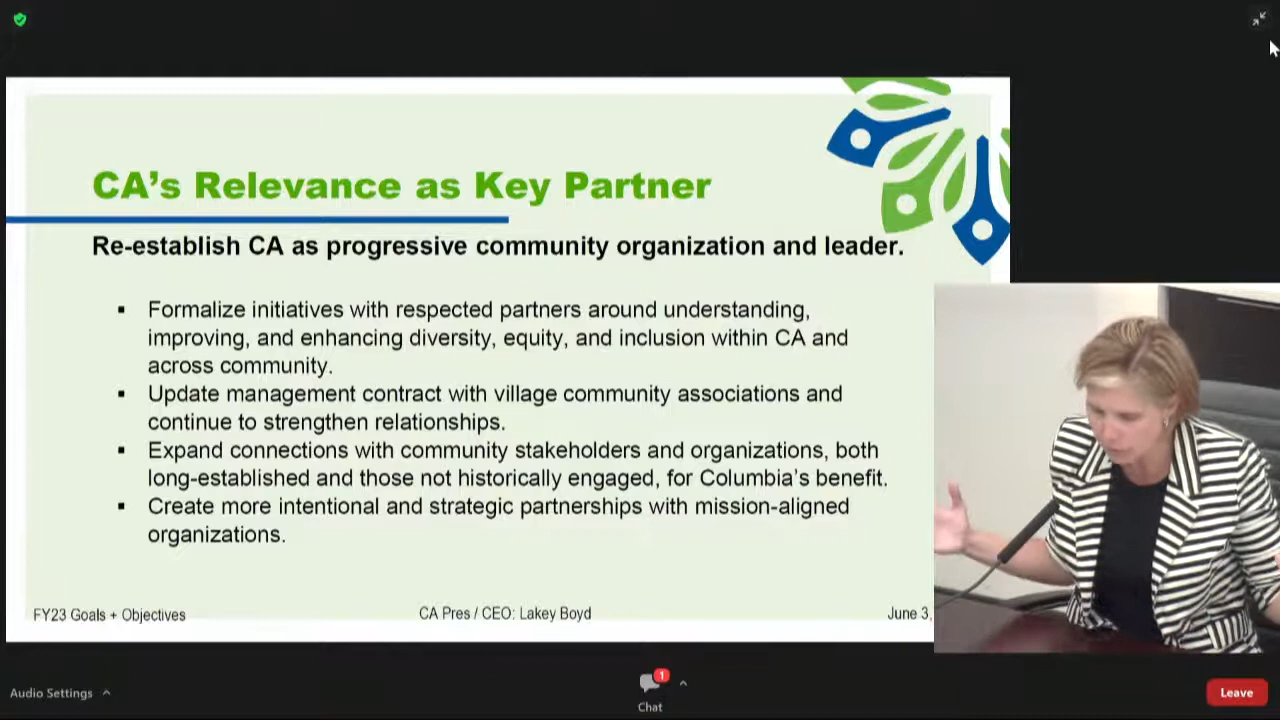 CA's Relevance as Key Partner
Re-establish CA as progressive community organization and leader.
▪ Formalize initiatives with respected partners around understanding,
improving, and enhancing diversity, equity, and inclusion within CA and
across community.
▪ Update management contract with village community associations and
continue to strengthen relationships.
▪ Expand connections with community stakeholders and organizations, both
long-established and those not historically engaged, for Columbia's benefit.
▪ Create more intentional and strategic partnerships with mission-aligned
organizations.
FY23 Goals + Objectives
CA Pres / CEO: Lakey Boyd
June 3,
Audio Settings
1
Chat
Leave